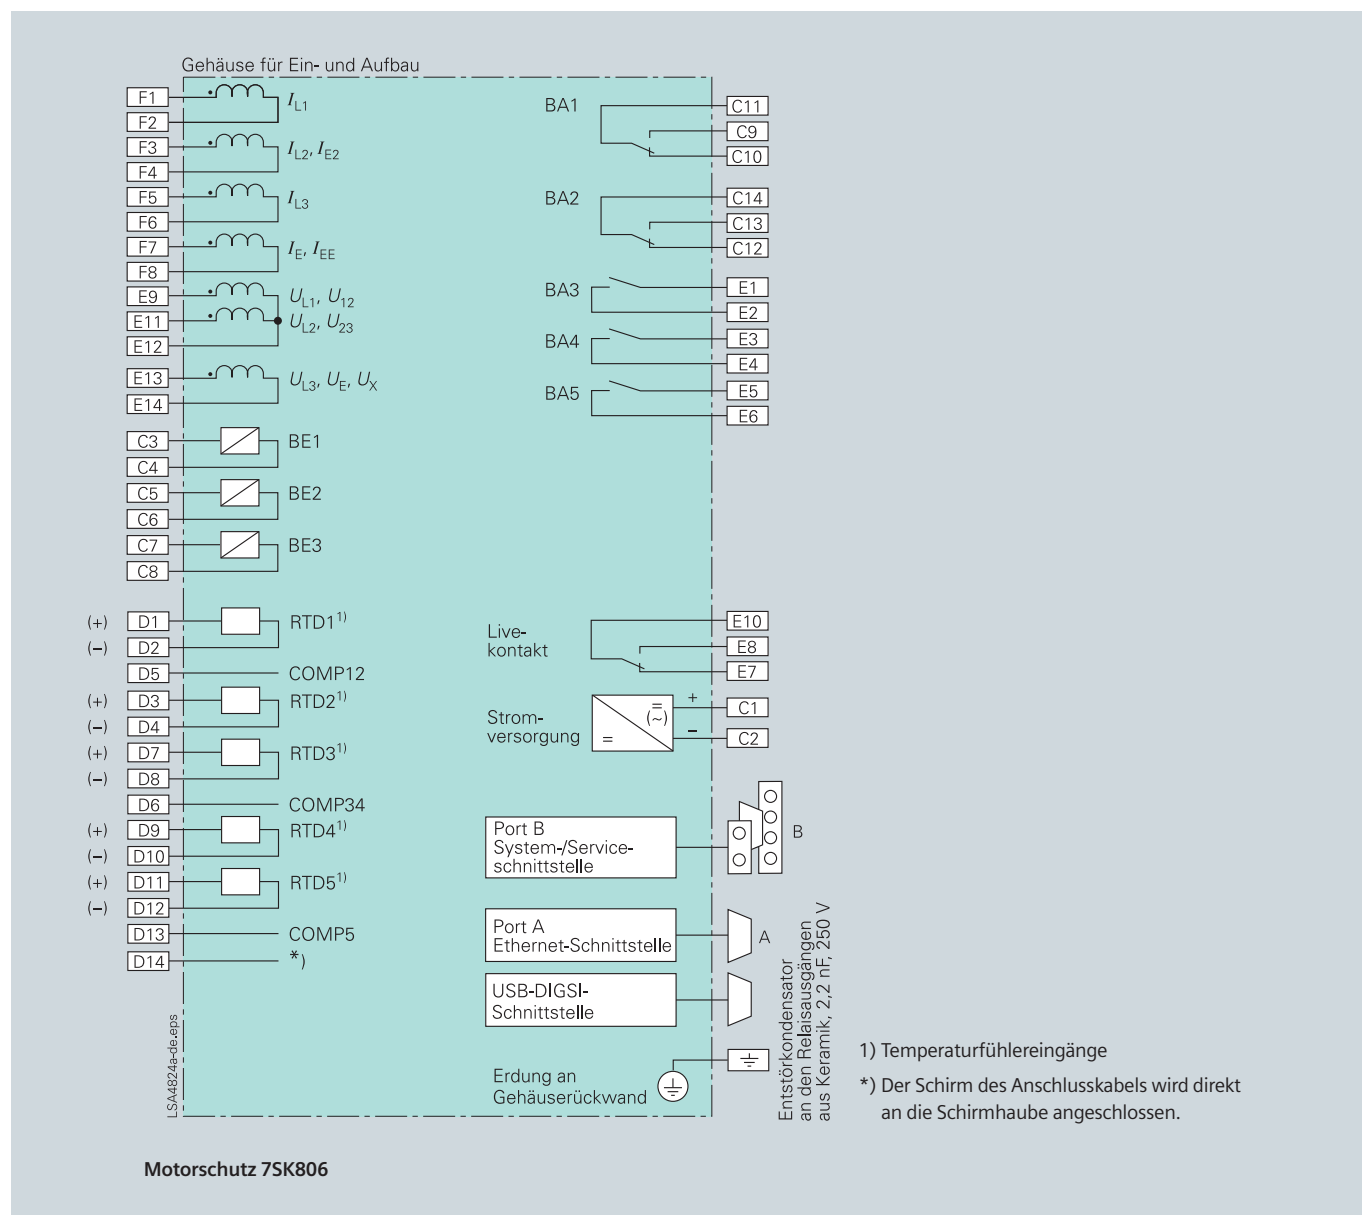 Gehäuse für Ein- und Aufbau
F1
I L1
F2
F3
I L2, I E2
F4
F5
I L3
F6
F7
I E, I EE
F8
E9
U L1, U 12
E11
U L2, U 23
E12
E13
U L3, U E, U X
E14
C3
BE1
C4
C5
BE2
C6
C7
BE3
C8
(+) D1 RTD1 1)
(−) D2
D5 COMP12
(+) D3 RTD2 1)
(−) D4
(+) D7 RTD3 1)
(−) D8
D6 COMP34
(+) D9 RTD4 1)
(−) D10
(+) D11 RTD5 1)
(−) D12
D13 COMP5
D14 *)
BA1
C11
C9
C10
BA2
C14
C13
C12
BA3
E1
E2
BA4
E3
E4
BA5
E5
E6
Live-
kontakt
E10
E8
E7
Strom-
versorgung
=
(~)
=
+
−
C1
C2
Port B
System-/Service-
schnittstelle
B
Port A
Ethernet-Schnittstelle
A
USB-DIGSI-
Schnittstelle
Erdung an
Gehäuserückwand
Entstörkondensator
an den Relaisausgängen
aus Keramik, 2,2 nF, 250 V
LSA4824a-de.eps
1) Temperaturfühlereingänge
*) Der Schirm des Anschlusskabels wird direkt
an die Schirmhaube angeschlossen.
Motorschutz 7SK806